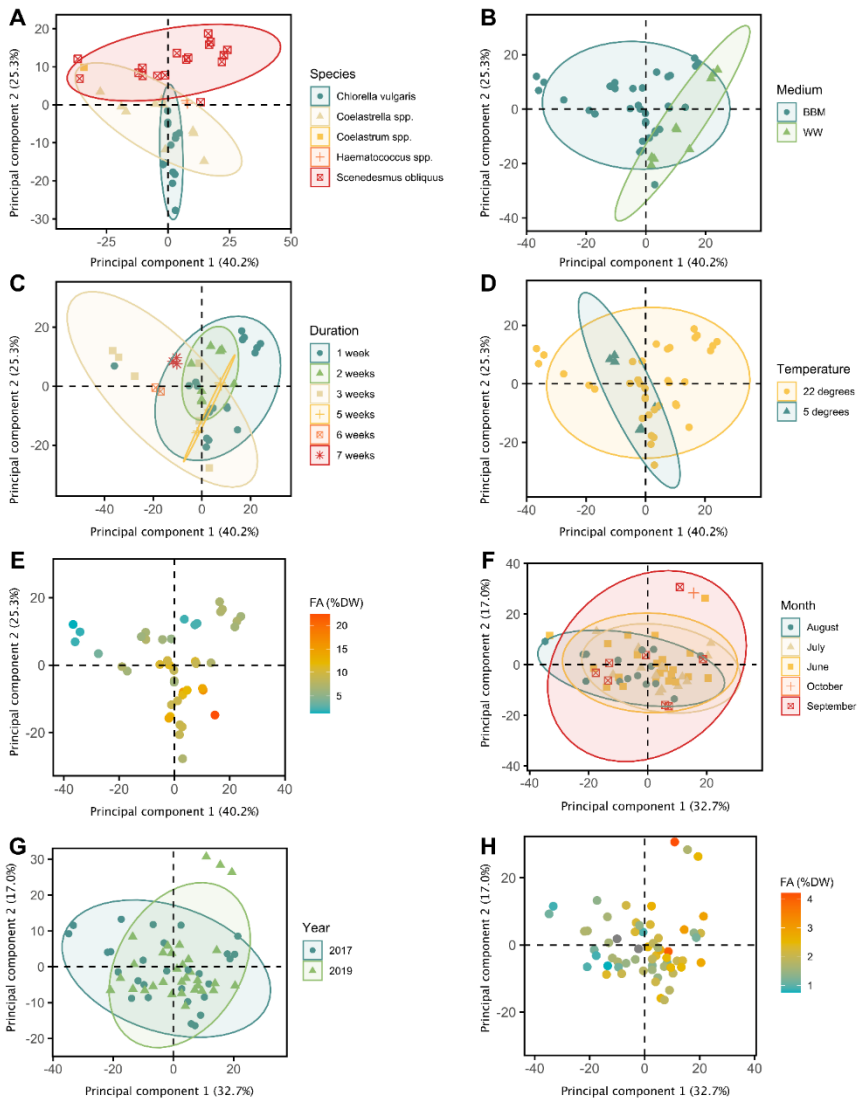 A
20
10
0
-10
-20
-30
-25
0
25
50
Principal component 2 (25.3%)
Principal component 1 (40.2%)
Species
Chlorella vulgaris
Coelastrella spp.
Coelastrum spp.
Haematococcus spp.
Scenedesmus obliquus
B
40
20
0
-20
-40
-40
-20
0
20
Principal component 2 (25.3%)
Principal component 1 (40.2%)
Medium
BBM
WW
C
20
0
-20
-40
-20
0
20
Principal component 2 (25.3%)
Principal component 1 (40.2%)
Duration
1 week
2 weeks
3 weeks
5 weeks
6 weeks
7 weeks
D
20
0
-20
-40
-20
0
20
Principal component 2 (25.3%)
Principal component 1 (40.2%)
Temperature
22 degrees
5 degrees
E
20
0
-20
-40
-20
0
20
40
Principal component 2 (25.3%)
Principal component 1 (40.2%)
FA (%DW)
20
15
10
5
F
40
20
0
-20
-40
-40
-20
0
20
Principal component 2 (17.0%)
Principal component 1 (32.7%)
Month
August
July
June
October
September
G
30
20
10
0
-10
-20
-40
-20
0
20
40
Principal component 2 (17.0%)
Principal component 1 (32.7%)
Year
2017
2019
H
20
0
-20
-40
-20
0
20
40
Principal component 2 (17.0%)
Principal component 1 (32.7%)
FA (%DW)
4
3
2
1